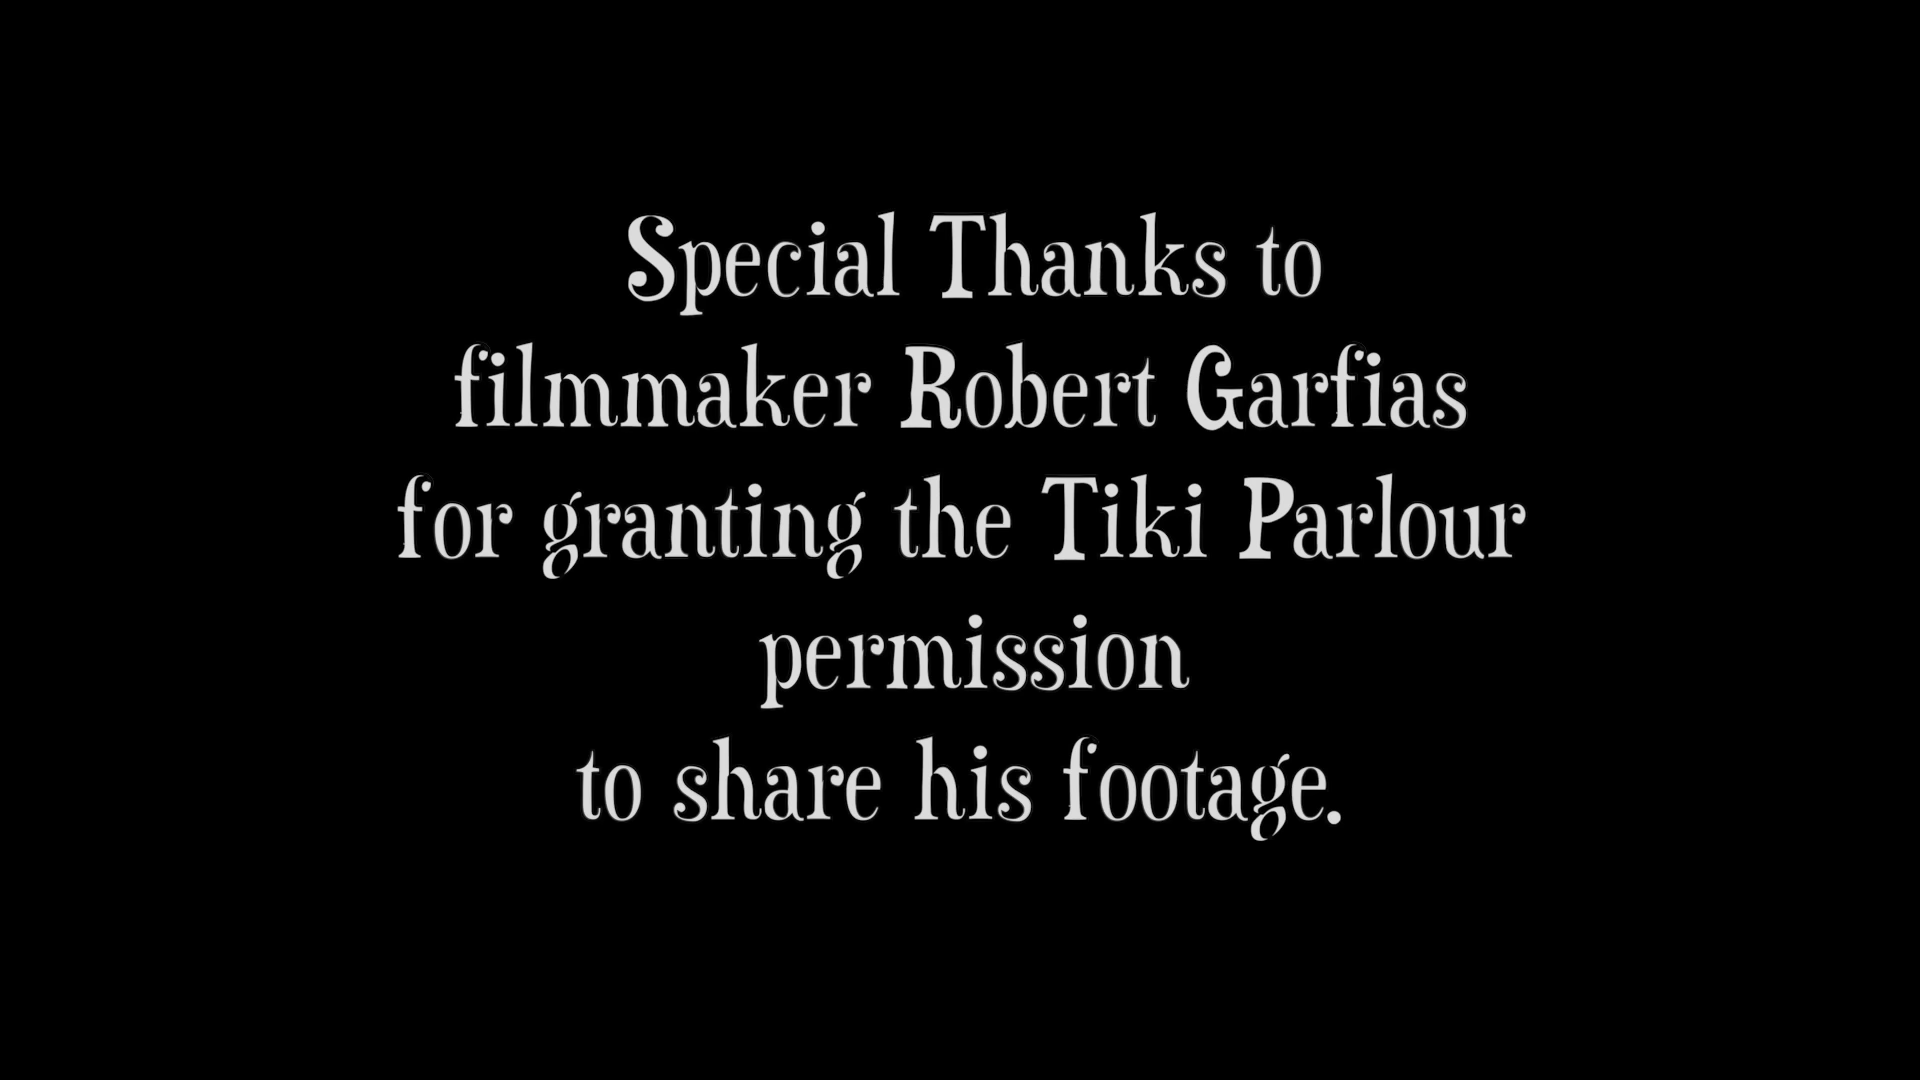 Special Thanks to
filmmaker Robert Garfias
for granting the Tiki Parlour
permission
to share his footage.